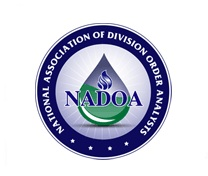 NATIONAL ASSOCIATION OF DIVISION ORDER ANALYSTS
NADOA